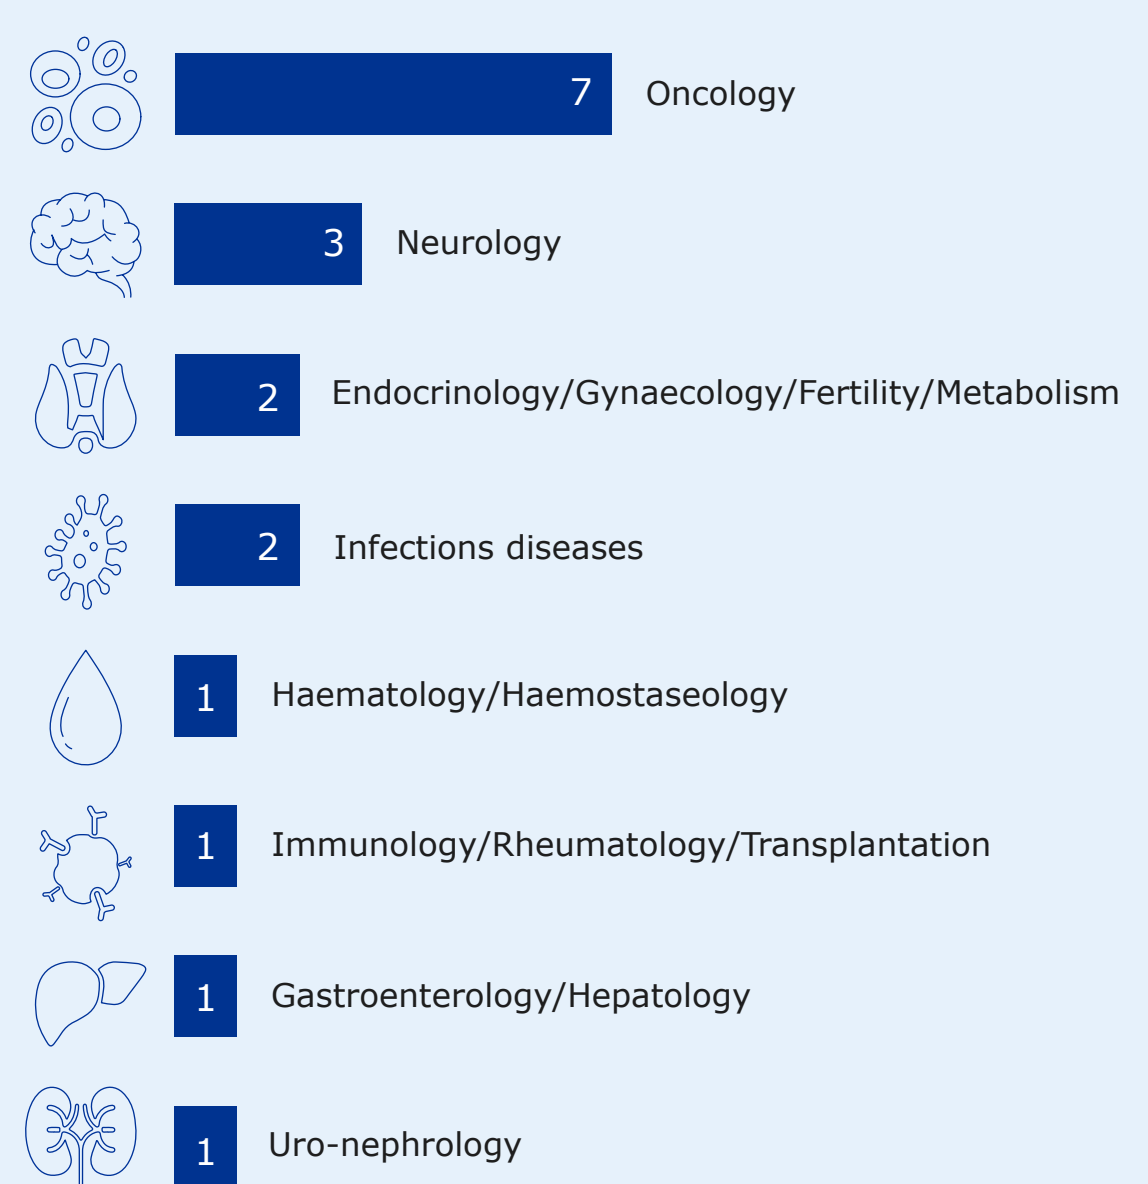 7 Oncology
3 Neurology
2 Endocrinology/Gynaecology/Fertility/Metabolism
2 Infections diseases
1 Haematology/Haemostaseology
1 Immunology/Rheumatology/Transplantation
1 Gastroenterology/Hepatology
1 Uro-nephrology